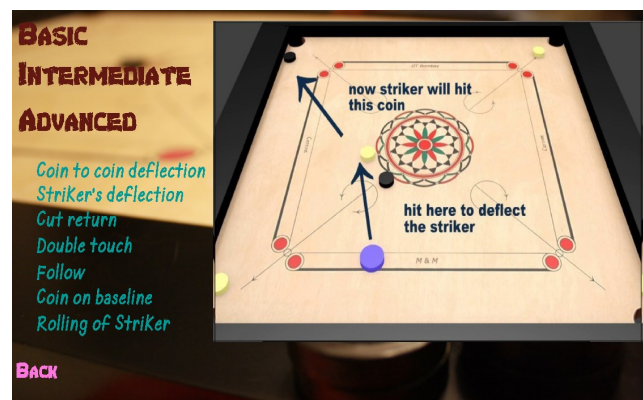 Basic
Intermediate
Advanced
Coin to coin deflection
Striker's deflection
Cut return
Double touch
Follow
Coin on baseline
Rolling of Striker
Back
now striker will hit
this coin
hit here to deflect
the striker
M & M